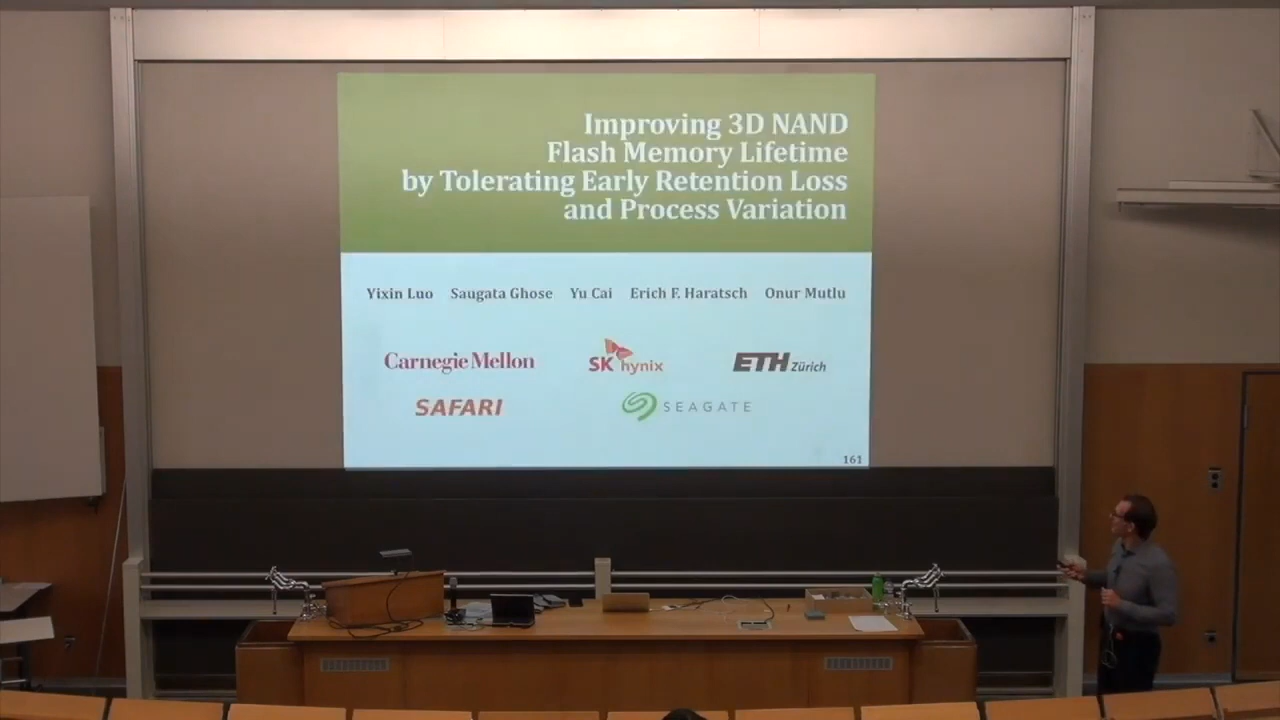 Improving 3D NAND
Flash Memory Lifetime
by Tolerating Early Retention Loss
and Process Variation
Yixin Luo Saugata Ghose Yu Cai Erich F. Haratsch Onur Mutlu
Carnegie Mellon SK hynix ETH Zürich
SAFARI SEAGATE
161